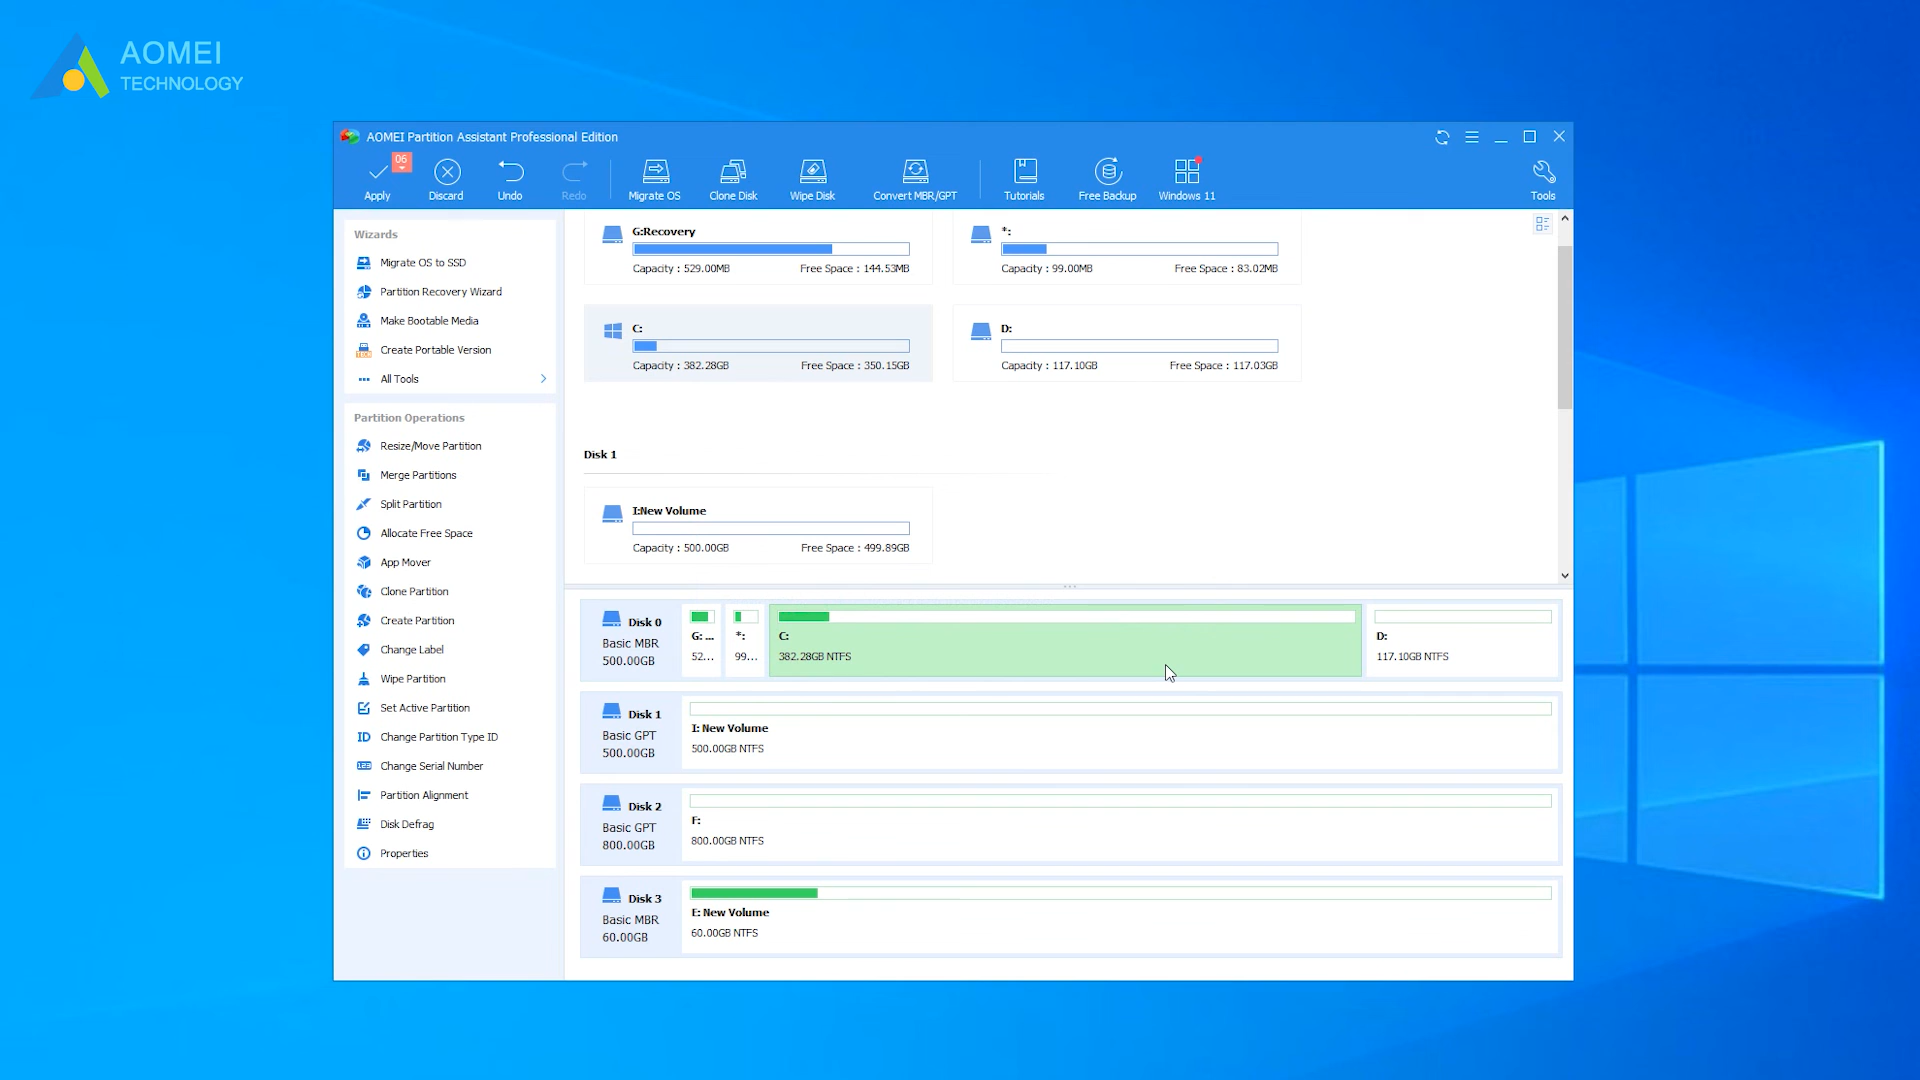 AOMEI
TECHNOLOGY
AOMEI Partition Assistant Professional Edition
06
Apply
Discard
Undo
Redo
Migrate OS
Clone Disk
Wipe Disk
Convert MBR/GPT
Tutorials
Free Backup
Windows 11
Tools
Wizards
Migrate OS to SSD
Partition Recovery Wizard
Make Bootable Media
Create Portable Version
All Tools
Partition Operations
Resize/Move Partition
Merge Partitions
Split Partition
Allocate Free Space
App Mover
Clone Partition
Create Partition
Change Label
Wipe Partition
Set Active Partition
ID Change Partition Type ID
Change Serial Number
Partition Alignment
Disk Defrag
Properties
G:Recovery
Capacity : 529.00MB Free Space : 144.53MB
*:
Capacity : 99.00MB Free Space : 83.02MB
C:
Capacity : 382.28GB Free Space : 350.15GB
D:
Capacity : 117.10GB Free Space : 117.03GB
Disk 1
I:New Volume
Capacity : 500.00GB Free Space : 499.89GB
Disk 0
Basic MBR
500.00GB
G: ...
52...
*:
99...
C:
382.28GB NTFS
D:
117.10GB NTFS
Disk 1
Basic GPT
500.00GB
I: New Volume
500.00GB NTFS
Disk 2
Basic GPT
800.00GB
F:
800.00GB NTFS
Disk 3
Basic MBR
60.00GB
E: New Volume
60.00GB NTFS